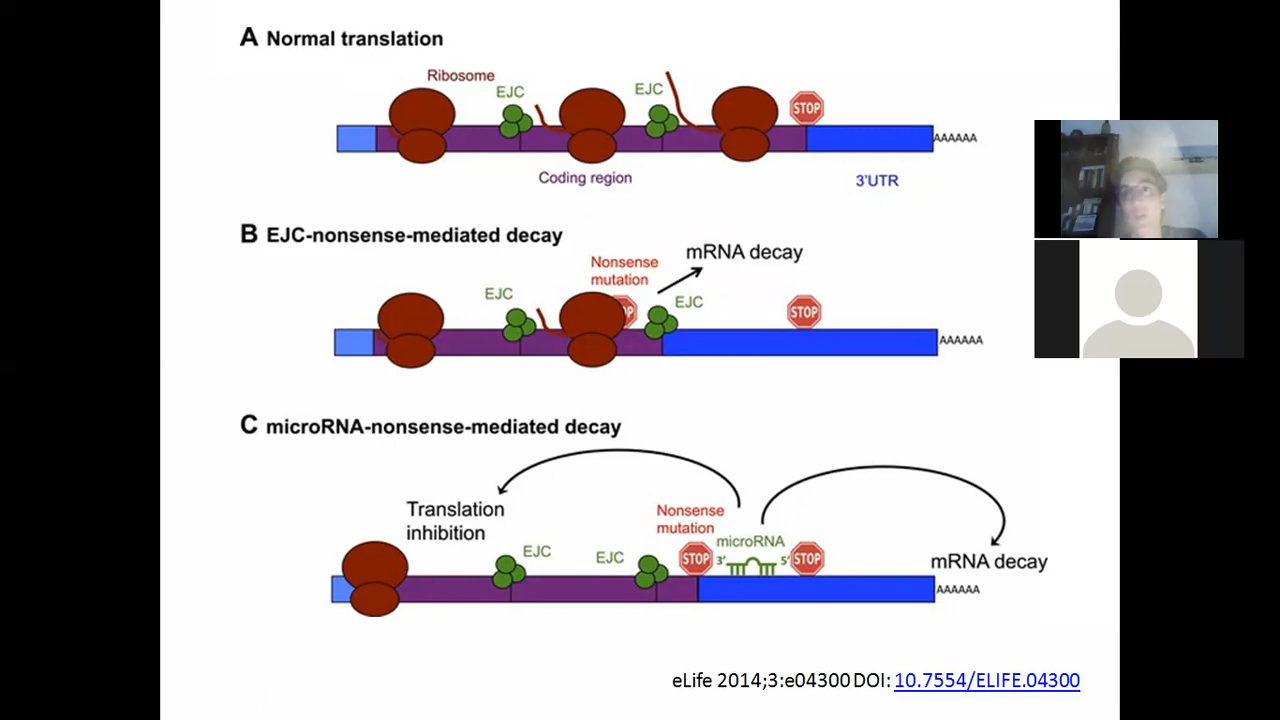 A Normal translation
Ribosome
EJC
EJC
STOP
AAAAAA
Coding region
3'UTR
B EJC-nonsense-mediated decay
mRNA decay
Nonsense
mutation
EJC
EJC
STOP
AAAAAA
C microRNA-nonsense-mediated decay
Translation
inhibition
Nonsense
mutation
EJC
EJC
STOP
microRNA
3' 5'
STOP
mRNA decay
AAAAAA
eLife 2014;3:e04300 DOI: 10.7554/ELIFE.04300